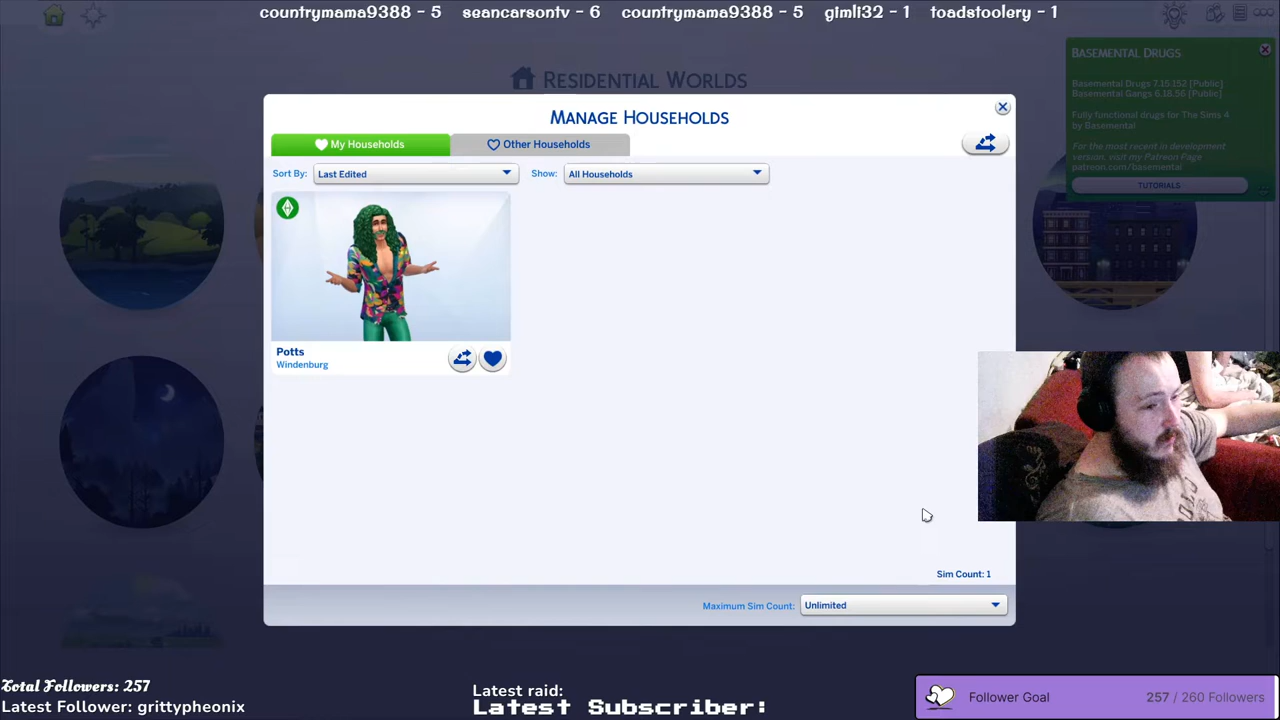 countrymama9388 - 5 seancarsontv - 6 countrymama9388 - 5 gimli32 - 1 toadstoolery - 1
RESIDENTIAL WORLDS
BASEMENTAL DRUGS
Basemental Drugs 7.15.152 [Public]
Basemental Gangs 6.18.56 [Public]
Fully functional drugs for The Sims 4
by Basemental
For the most recent in development
version, visit my Patreon Page
patreon.com/basemental
TUTORIALS
MANAGE HOUSEHOLDS
My Households
Other Households
Sort By: Last Edited
Show: All Households
Potts
Windenburg
Sim Count: 1
Maximum Sim Count: Unlimited
Total Followers: 257
Latest Follower: grittypheonix
Latest raid:
Latest Subscriber:
Follower Goal 257 / 260 Followers